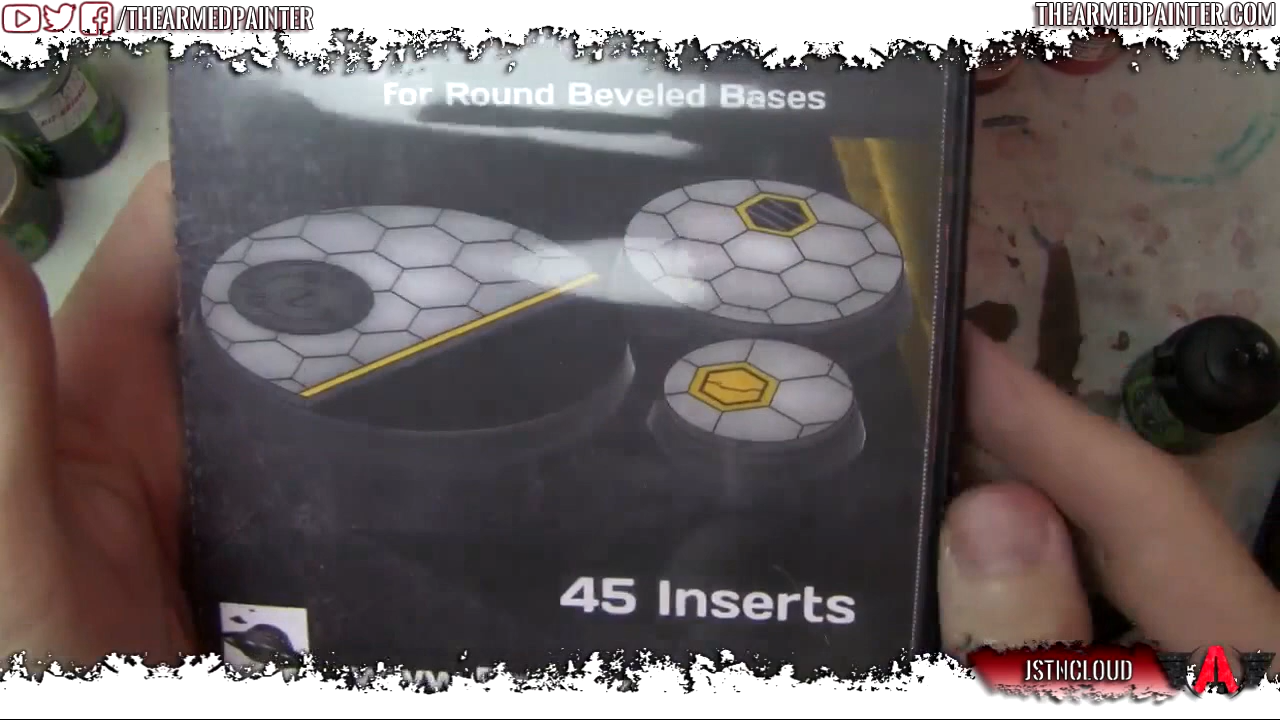 /THEARMEDPAINTER
THEARMEDPAINTER.COM
For Round Beveled Bases
45 Inserts
JSTNCLOUD